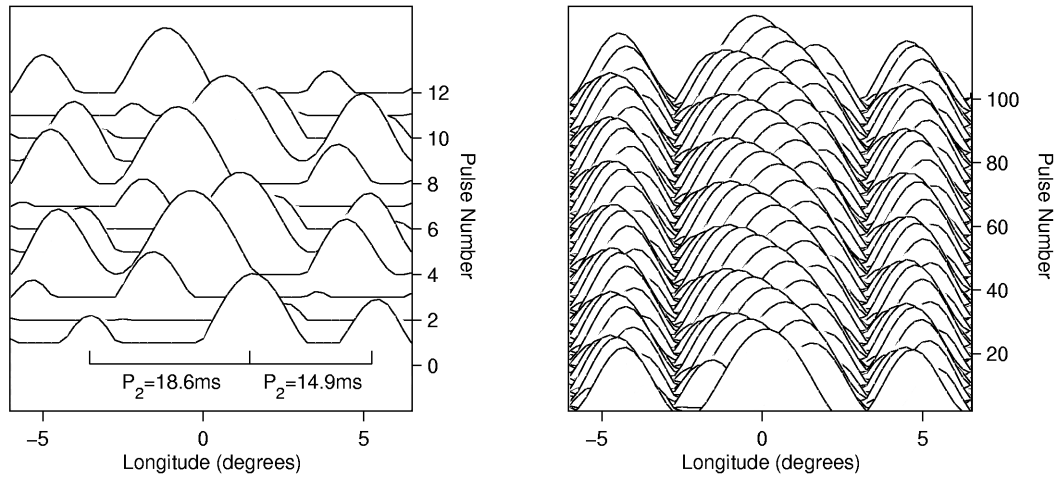 12
10
8
6
4
2
0
Pulse Number
P2=18.6ms P2=14.9ms
−5 0 5
Longitude (degrees)
100
80
60
40
20
Pulse Number
−5 0 5
Longitude (degrees)